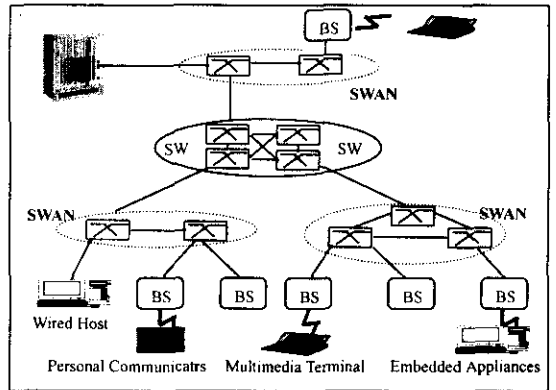 BS
SWAN
SW SW
SWAN SWAN
BS BS BS BS BS
Wired Host
Personal Communicatrs Multimedia Terminal Embedded Appliances